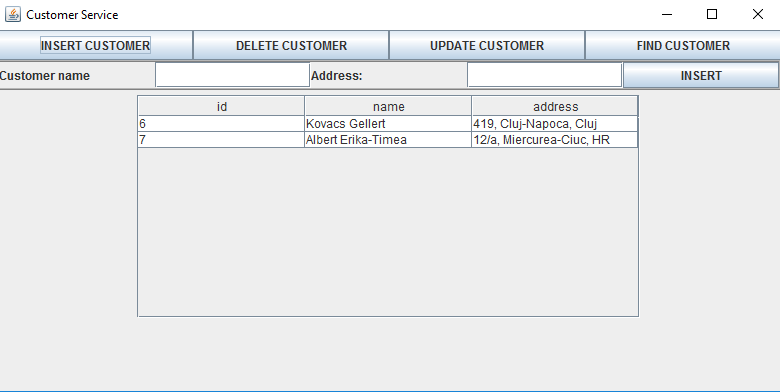 Customer Service
INSERT CUSTOMER DELETE CUSTOMER UPDATE CUSTOMER FIND CUSTOMER
Customer name Address: INSERT
id name address
6 Kovacs Gellert 419, Cluj-Napoca, Cluj
7 Albert Erika-Timea 12/a, Miercurea-Ciuc, HR